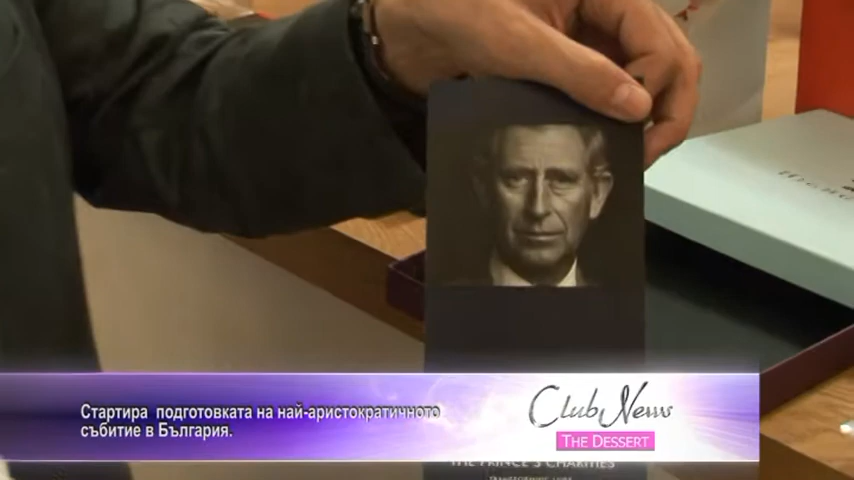 Стартира подготовката на най-аристократичното
събитие в България.
Club News
THE DESSERT
THE PRINCE'S CHARITIES